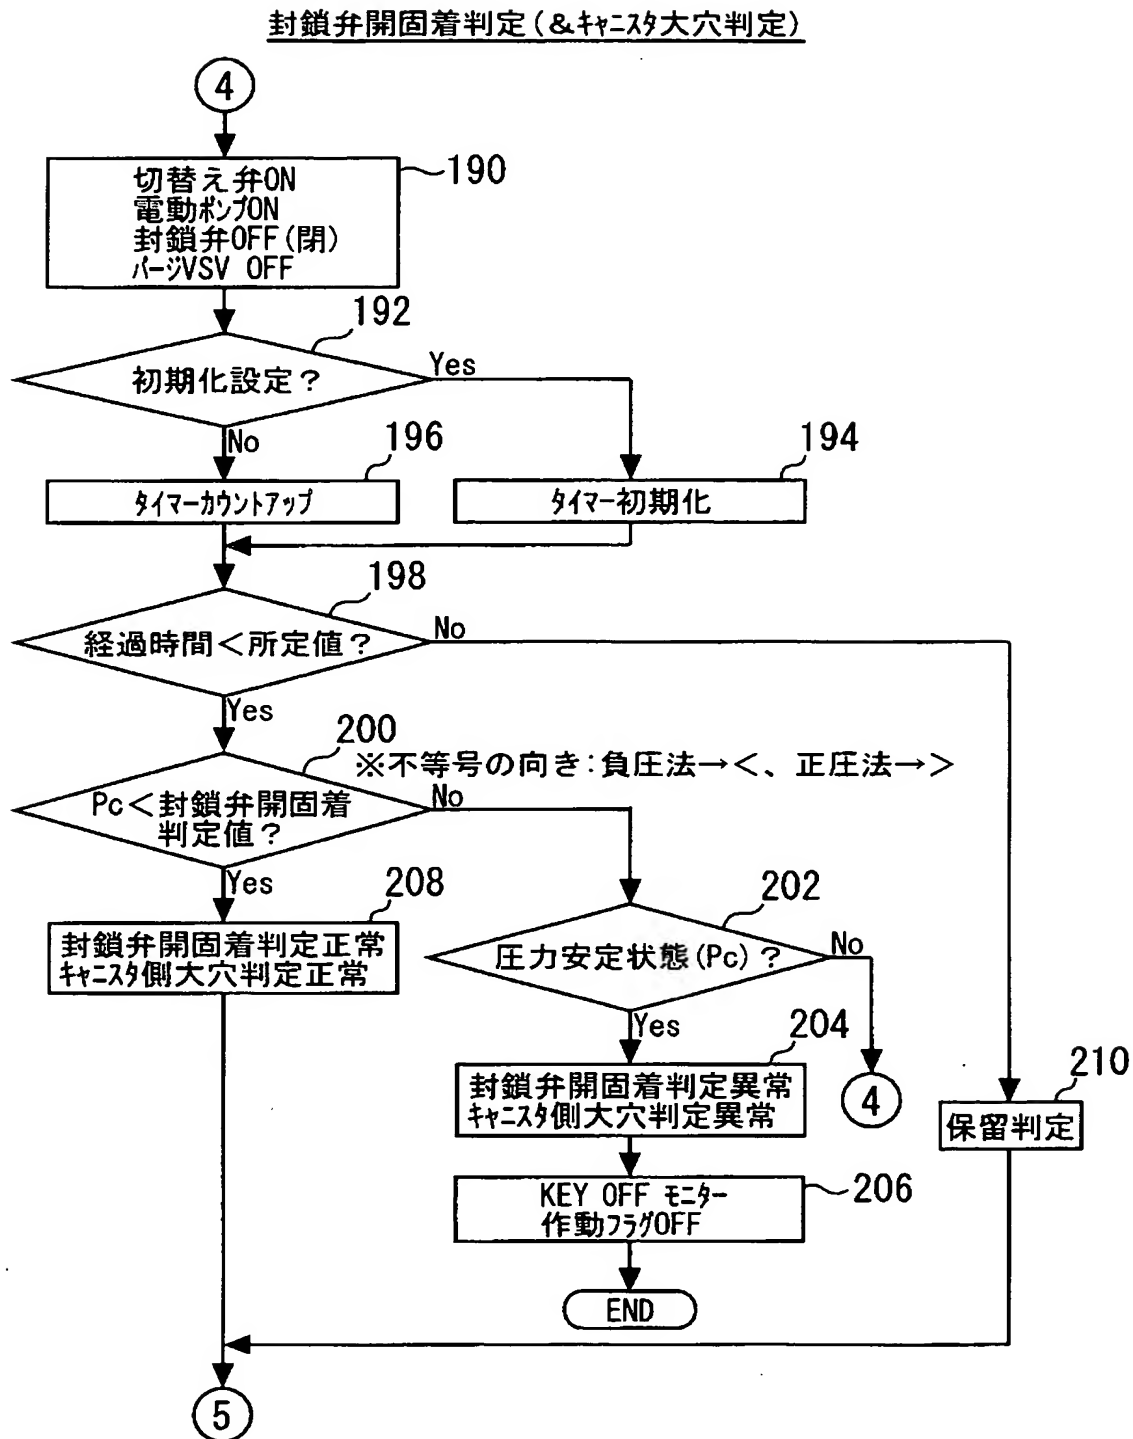 封鎖弁開固着判定(&ｷｬﾆｽﾀ大穴判定)
4
切替え弁ON
電動ﾎﾟﾝﾌﾟON
封鎖弁OFF(閉)
ﾊﾟｰｼﾞVSV OFF
190
192
初期化設定？
Yes
No
196
194
ﾀｲﾏｰｶｳﾝﾄｱｯﾌﾟ
ﾀｲﾏｰ初期化
198
経過時間＜所定値？
No
Yes
200
※不等号の向き:負圧法→＜、正圧法→＞
Pc＜封鎖弁開固着
判定値？
No
Yes
208
202
封鎖弁開固着判定正常
ｷｬﾆｽﾀ側大穴判定正常
圧力安定状態(Pc)？
No
Yes
204
封鎖弁開固着判定異常
ｷｬﾆｽﾀ側大穴判定異常
4
210
保留判定
KEY OFF ﾓﾆﾀｰ
作動ﾌﾗｸﾞOFF
206
END
5